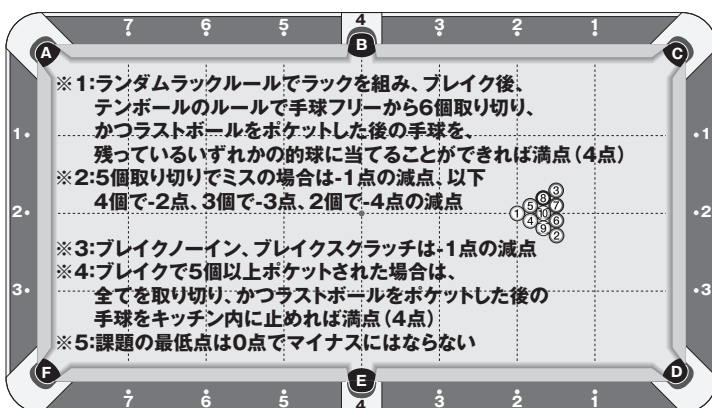 7 6 5 4 3 2 1
A B C
※1:ランダムラックルールでラックを組み、ブレイク後、
テンボールのルールで手球フリーから6個取り切り、
かつラストボールをポケットした後の手球を、
残っているいずれかの的球に当てることができれば満点(4点)
※2:5個取り切りでミスの場合は-1点の減点、以下
4個で-2点、3個で-3点、2個で-4点の減点
※3:ブレイクノーイン、ブレイクスクラッチは-1点の減点
※4:ブレイクで5個以上ポケットされた場合は、
全てを取り切り、かつラストボールをポケットした後の
手球をキッチン内に止めれば満点(4点)
※5:課題の最低点は0点でマイナスにはならない
1 1
2 2
3 3
3
8
5 7
1 10
4 6
9
2
F E D
7 6 5 4 3 2 1